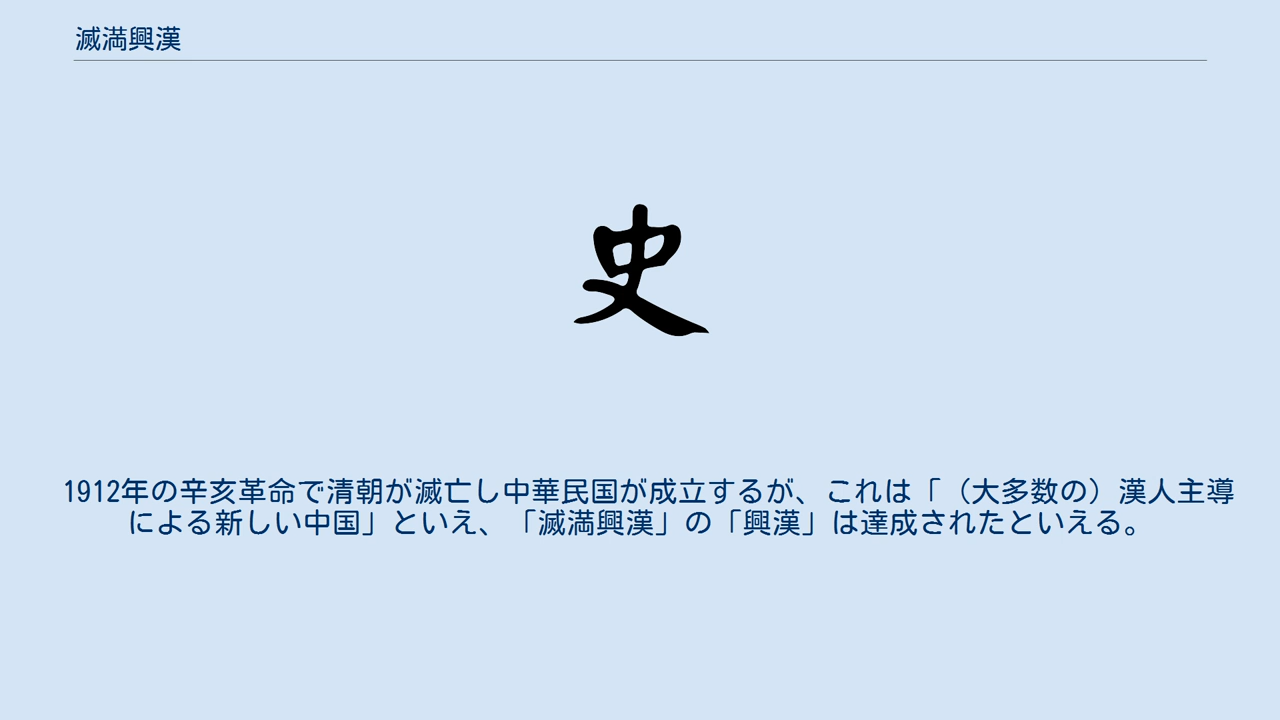 滅満興漢
史
1912年の辛亥革命で清朝が滅亡し中華民国が成立するが、これは「（大多数の）漢人主導
による新しい中国」といえ、「滅満興漢」の「興漢」は達成されたといえる。